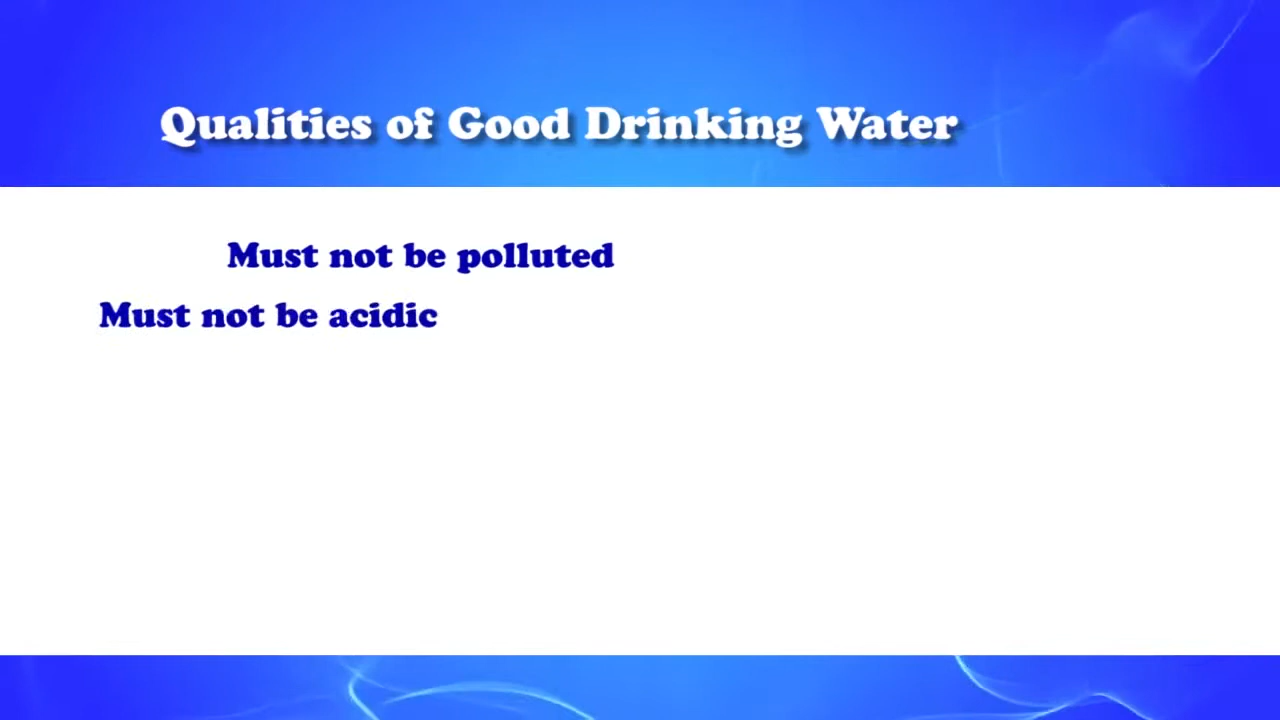 Qualities of Good Drinking Water
Must not be polluted
Must not be acidic